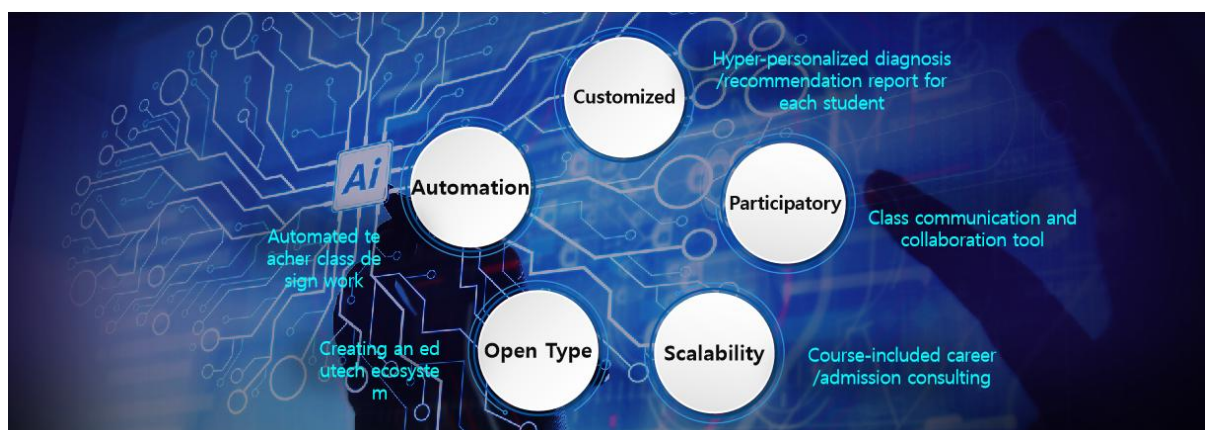 Customized
Hyper-personalized diagnosis
/recommendation report for
each student
Ai
Automation
Automated te
acher class de
sign work
Participatory
Class communication and
collaboration tool
Open Type
Creating an ed
utech ecosyste
m
Scalability
Course-included career
/admission consulting